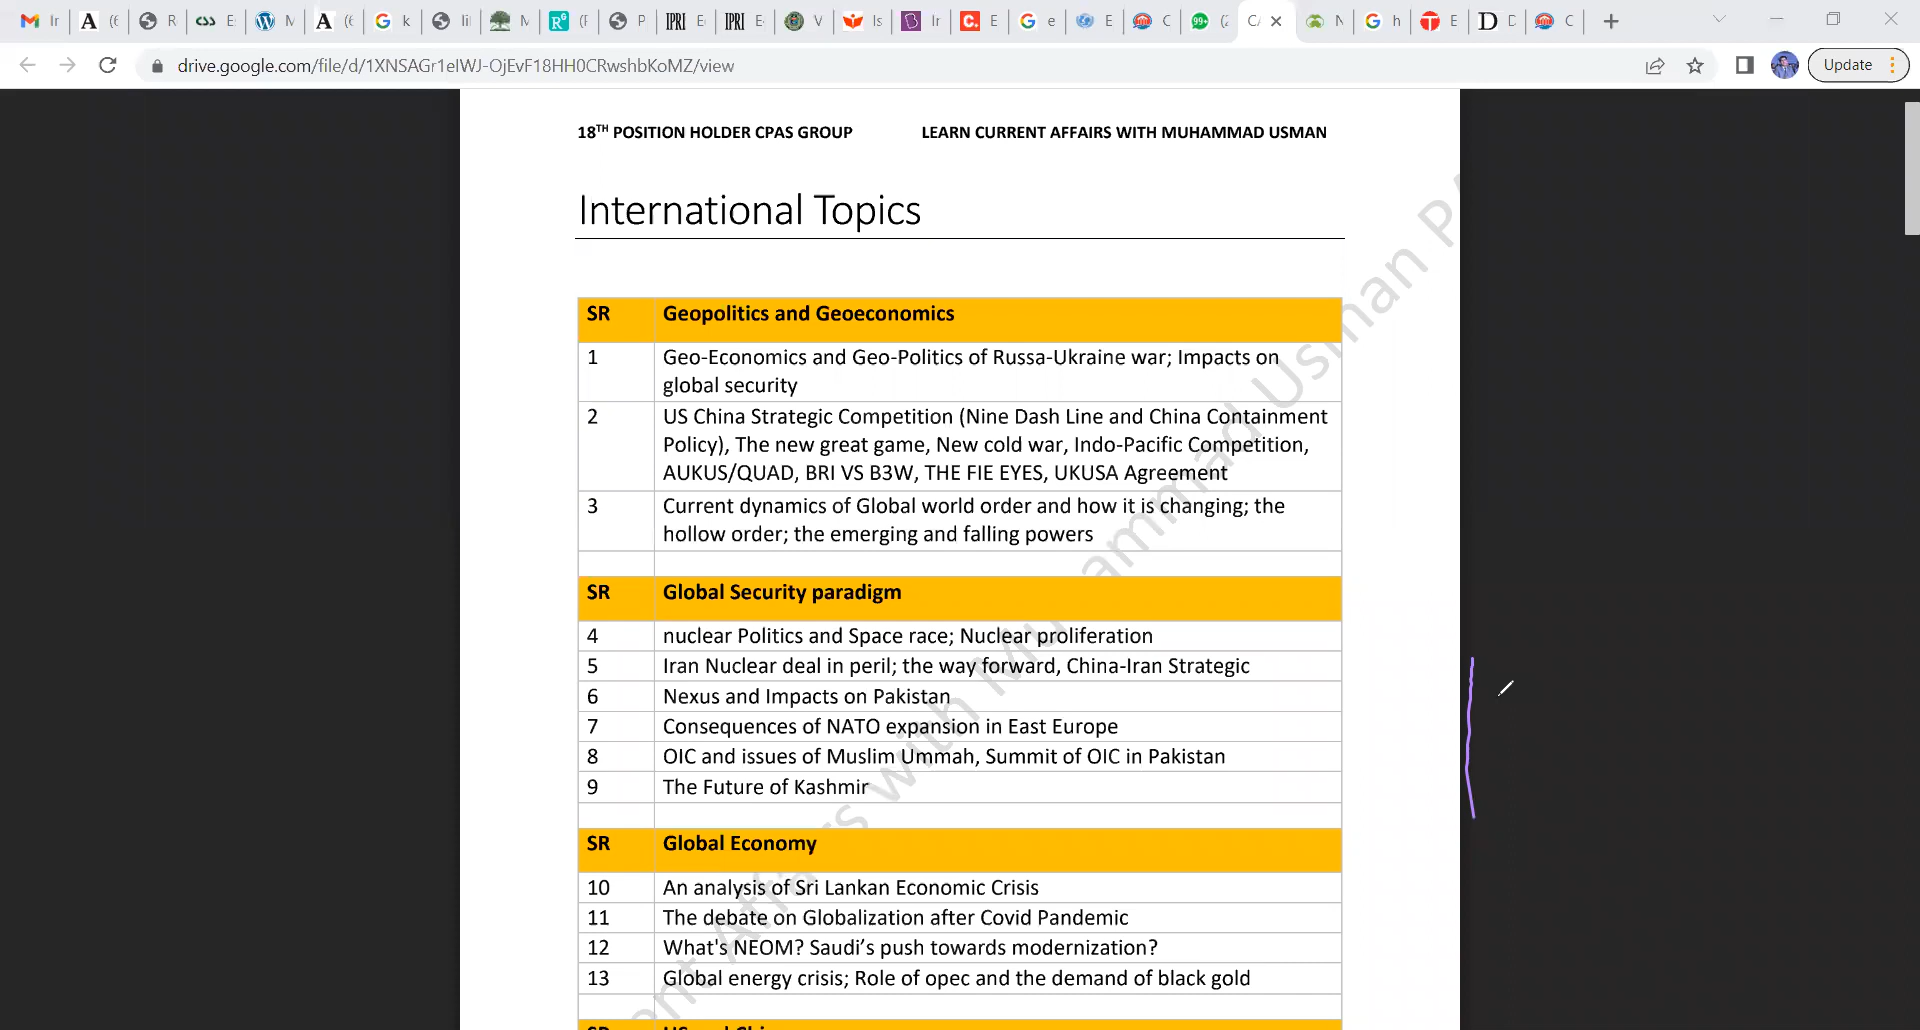 drive.google.com/file/d/1XNSAGr1eIWJ-OjEvF18HH0CRwshbKoMZ/view
Update
18TH POSITION HOLDER CPAS GROUP LEARN CURRENT AFFAIRS WITH MUHAMMAD USMAN
International Topics
SR Geopolitics and Geoeconomics
1 Geo-Economics and Geo-Politics of Russa-Ukraine war; Impacts on
global security
2 US China Strategic Competition (Nine Dash Line and China Containment
Policy), The new great game, New cold war, Indo-Pacific Competition,
AUKUS/QUAD, BRI VS B3W, THE FIE EYES, UKUSA Agreement
3 Current dynamics of Global world order and how it is changing; the
hollow order; the emerging and falling powers
SR Global Security paradigm
4 nuclear Politics and Space race; Nuclear proliferation
5 Iran Nuclear deal in peril; the way forward, China-Iran Strategic
6 Nexus and Impacts on Pakistan
7 Consequences of NATO expansion in East Europe
8 OIC and issues of Muslim Ummah, Summit of OIC in Pakistan
9 The Future of Kashmir
SR Global Economy
10 An analysis of Sri Lankan Economic Crisis
11 The debate on Globalization after Covid Pandemic
12 What's NEOM? Saudi’s push towards modernization?
13 Global energy crisis; Role of opec and the demand of black gold